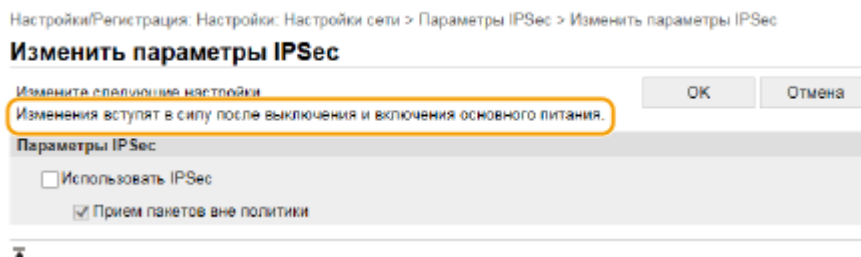 Настройки/Регистрация: Настройки: Настройки сети > Параметры IPSec > Изменить параметры IPSec
Изменить параметры IPSec
Измените следующие настройки
OK
Отмена
Изменения вступят в силу после выключения и включения основного питания.
Параметры IPSec
Использовать IPSec
Прием пакетов вне политики